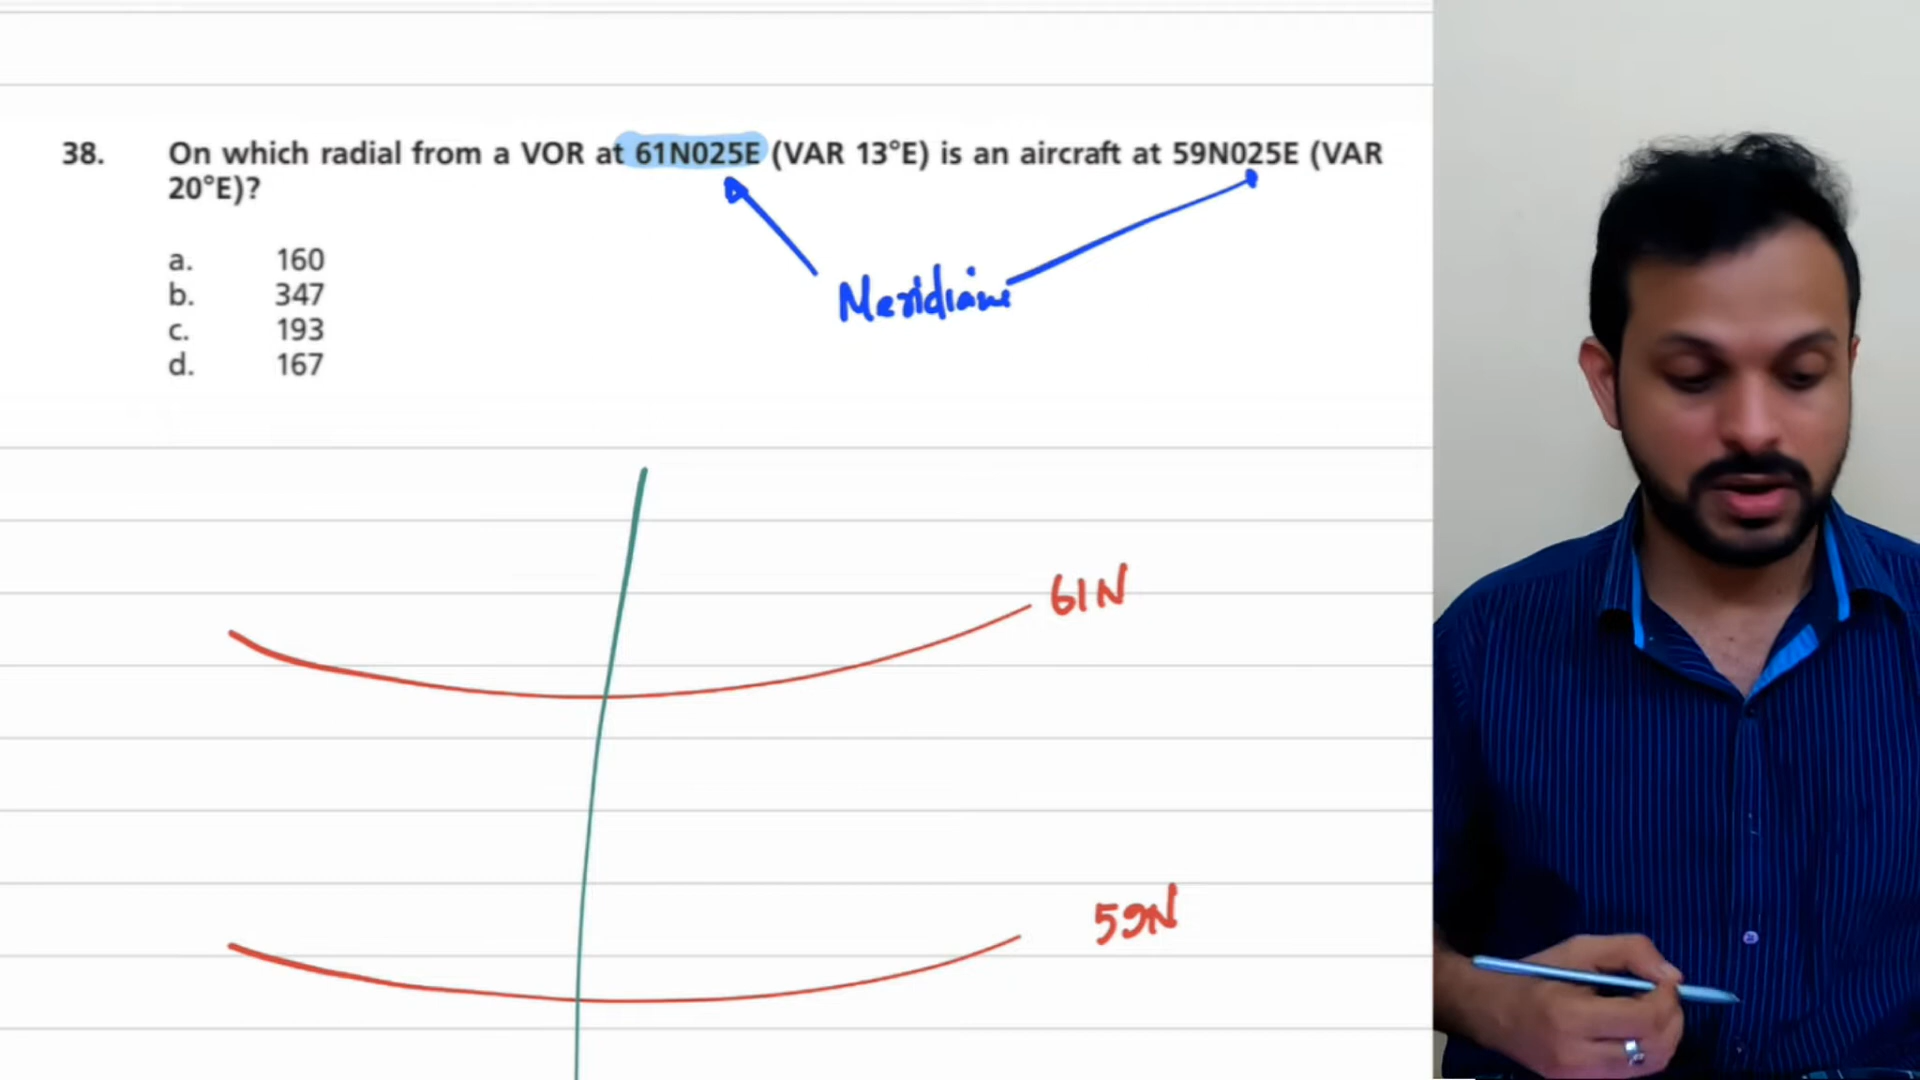 38. On which radial from a VOR at 61N025E (VAR 13°E) is an aircraft at 59N025E (VAR
20°E)?
a. 160
b. 347
c. 193
d. 167
Meridians
61N
59N